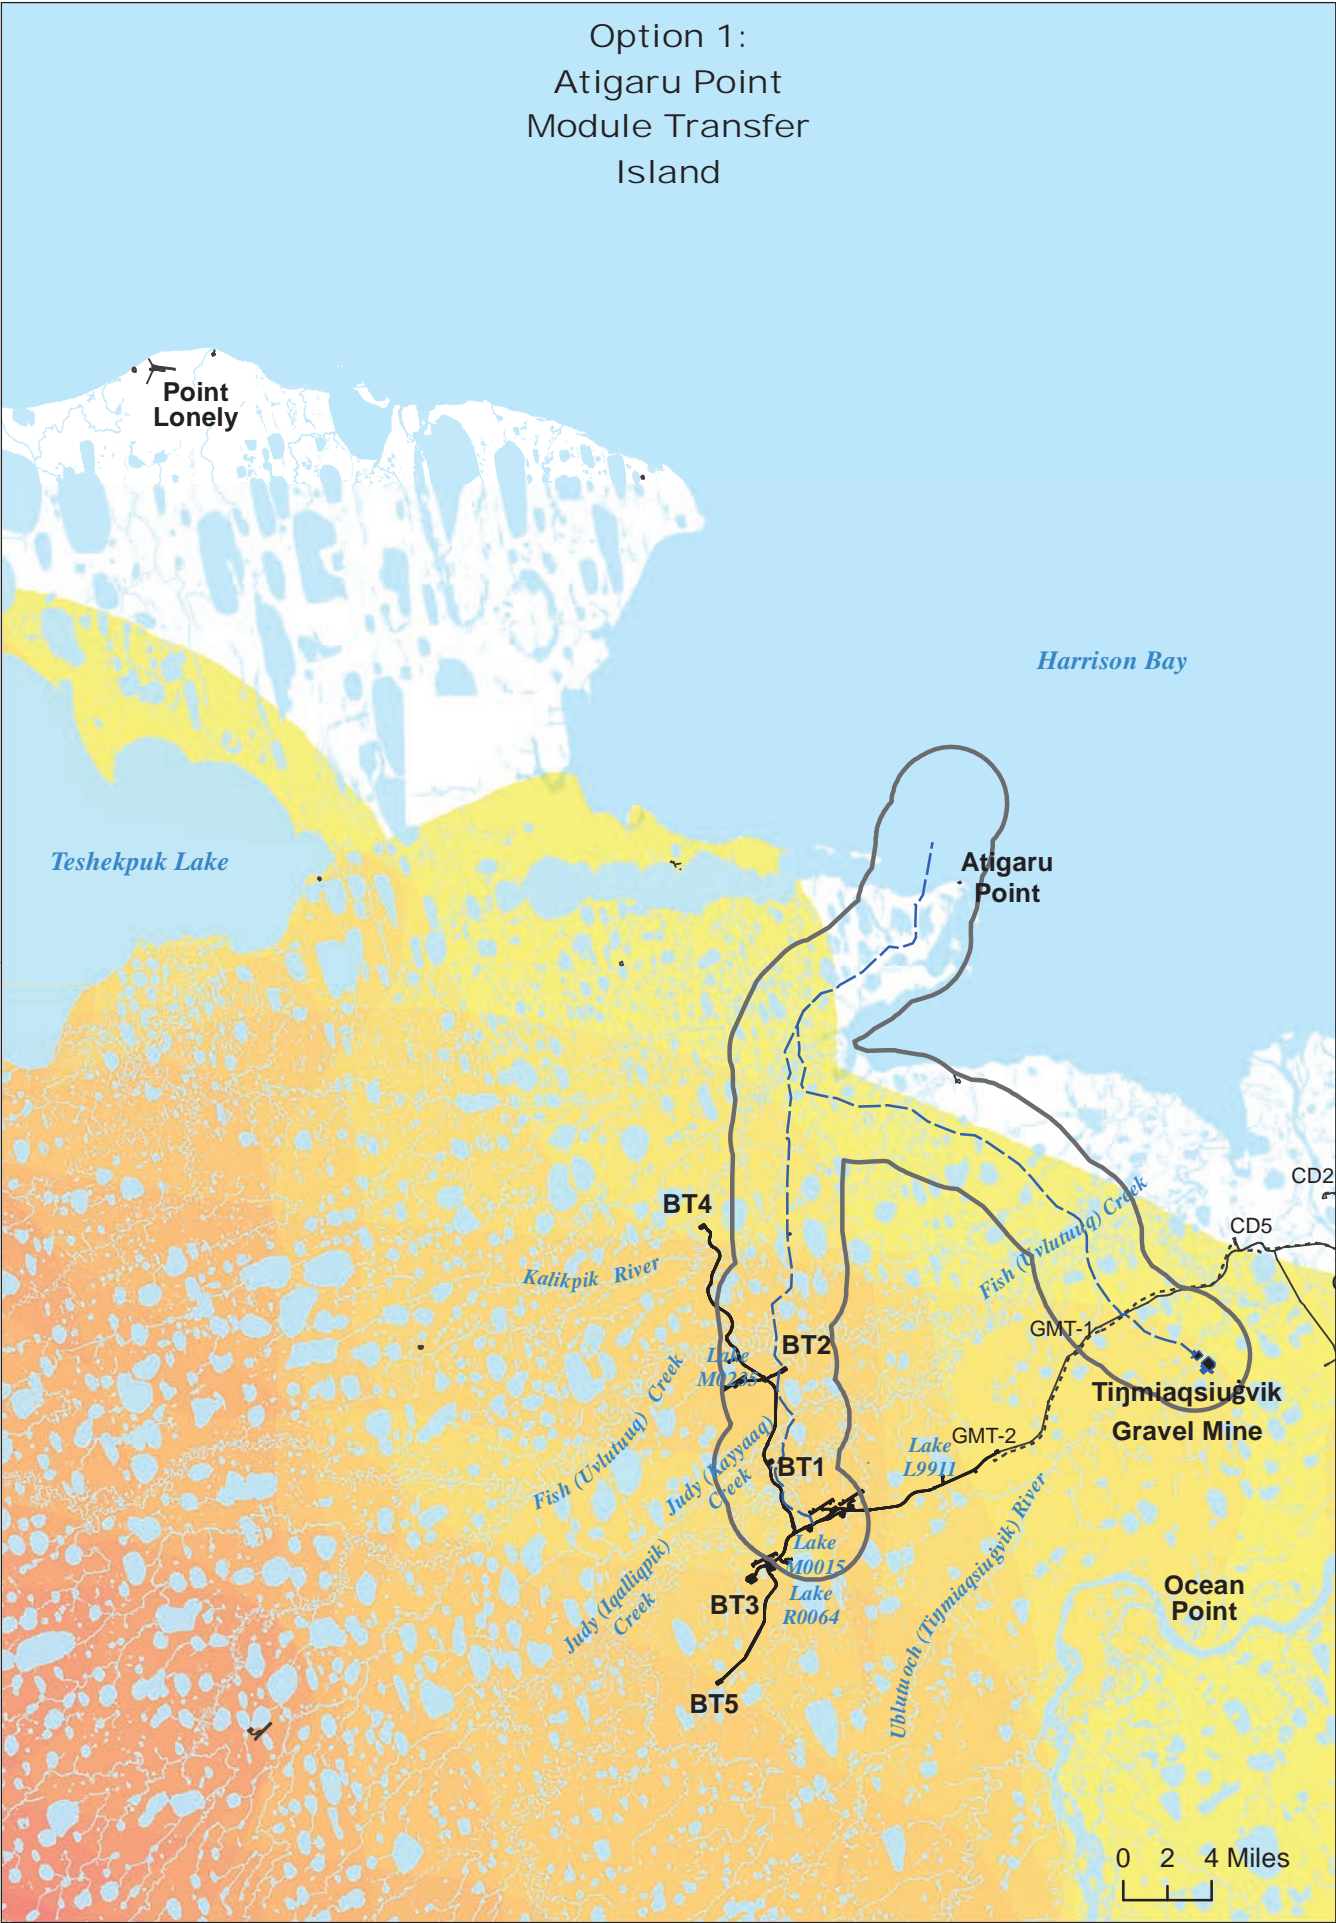 Option 1:
Atigaru Point
Module Transfer
Island
Point
Lonely
Harrison Bay
Teshekpuk Lake
Atigaru
Point
CD2
BT4
CD5
Fish (Uvlutuuq) Creek
Kalikpik River
GMT-1
BT2
Lake
M0235
Tiŋmiaqsiuġvik
Gravel Mine
Fish (Uvlutuuq) Creek
Judy (Kayyaaq)
Creek
GMT-2
Lake
L9911
BT1
Lake
M0015
Judy (Iqalliqpik)
Creek
BT3
Lake
R0064
Ublutuoch (Tiŋmiaqsiuġvik) River
Ocean
Point
BT5
0 2 4 Miles